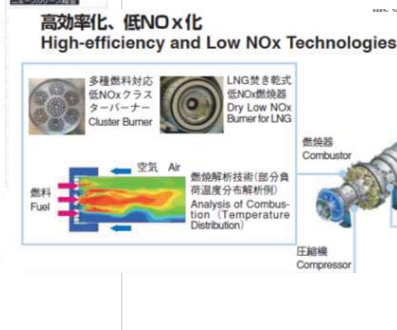 高効率化、低NOx化
High-efficiency and Low NOx Technologies
多種燃料対応
低NOxクラス
ターバーナー
Cluster Burner
LNG焚き乾式
低NOx燃焼器
Dry Low NOx
Burner for LNG
空気 Air
燃料
Fuel
燃焼解析技術(部分負
荷温度分布解析例)
Analysis of Combus-
tion (Temperature
Distribution)
燃焼器
Combustor
圧縮機
Compressor